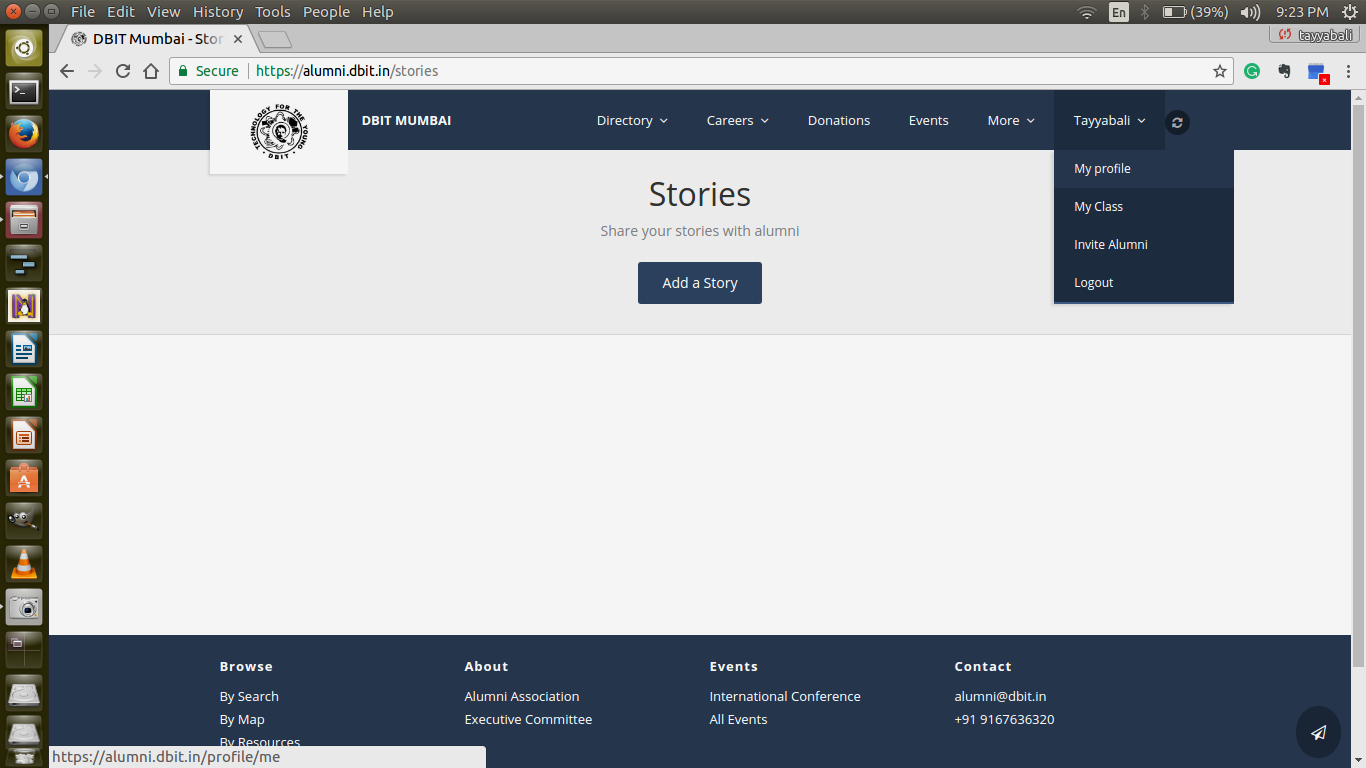 File Edit View History Tools People Help
En (39%) 9:23 PM
DBIT Mumbai - Stor
tayyabali
Secure https://alumni.dbit.in/stories
TECHNOLOGY FOR THE YOUNG
DBIT
DBIT MUMBAI
Directory Careers Donations Events More Tayyabali
My profile
My Class
Invite Alumni
Logout
Stories
Share your stories with alumni
Add a Story
Browse
By Search
By Map
By Resources
About
Alumni Association
Executive Committee
Events
International Conference
All Events
Contact
alumni@dbit.in
+91 9167636320
https://alumni.dbit.in/profile/me